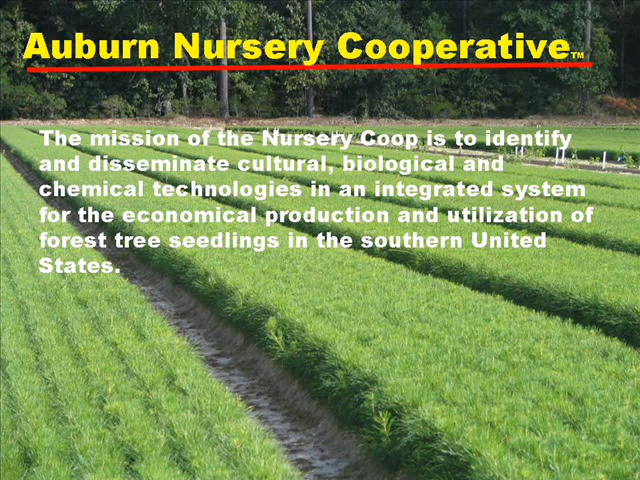 Auburn Nursery Cooperative™
The mission of the Nursery Coop is to identify
and disseminate cultural, biological and
chemical technologies in an integrated system
for the economical production and utilization of
forest tree seedlings in the southern United
States.